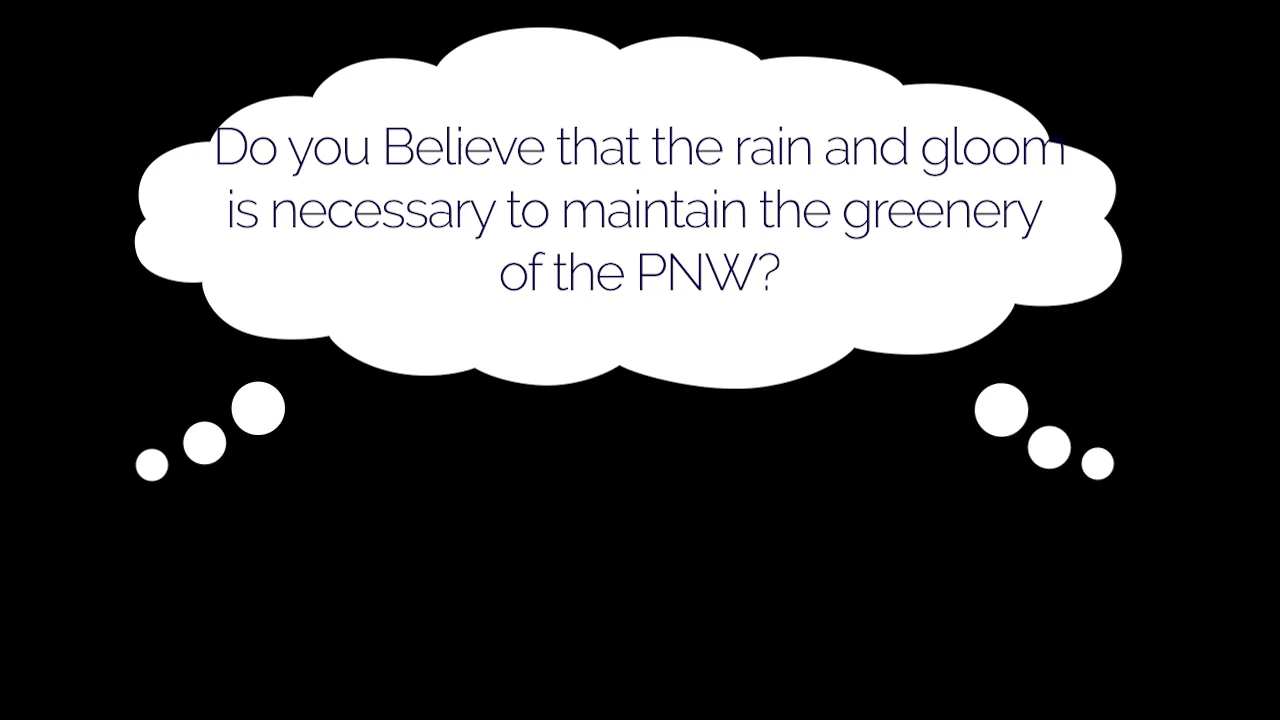 Do you Believe that the rain and gloom
is necessary to maintain the greenery
of the PNW?